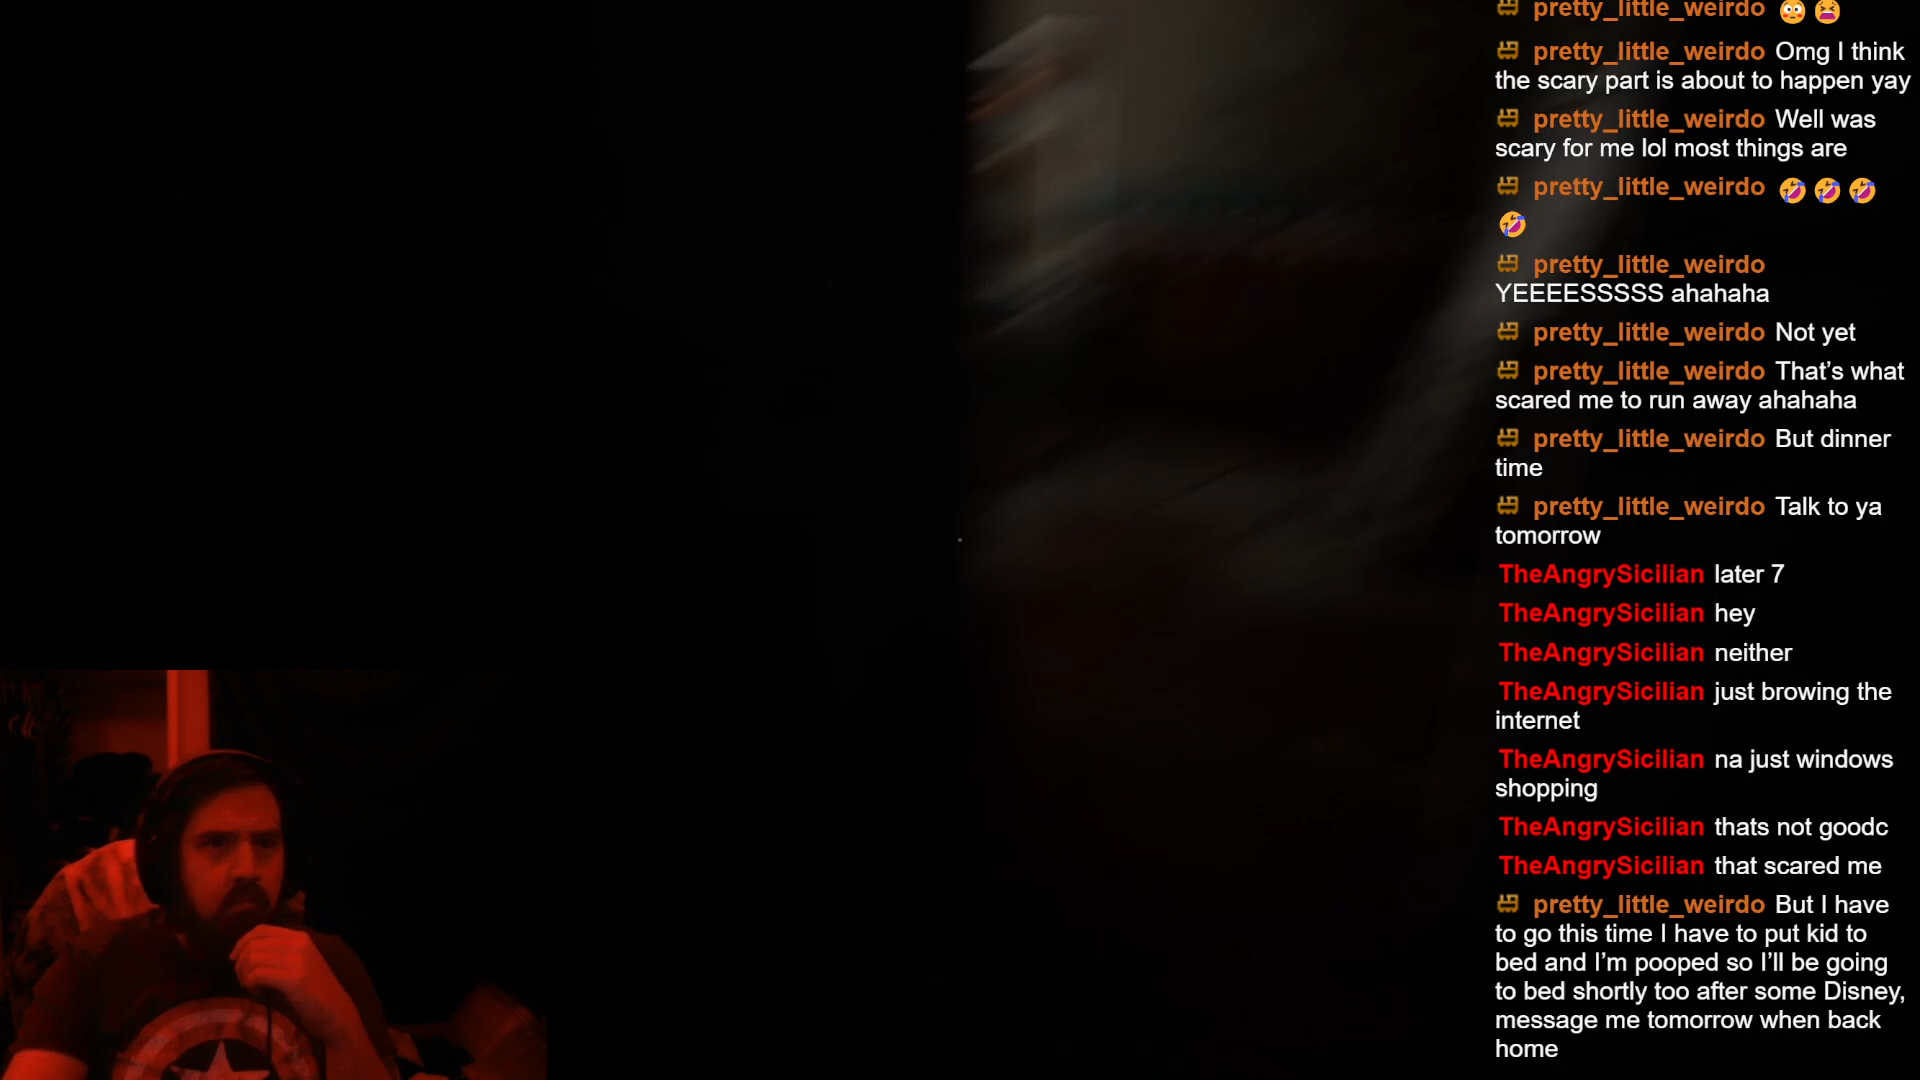 pretty_little_weirdo 😳 😫
pretty_little_weirdo Omg I think
the scary part is about to happen yay
pretty_little_weirdo Well was
scary for me lol most things are
pretty_little_weirdo 🤣 🤣 🤣
🤣
pretty_little_weirdo
YEEEESSSSS ahahaha
pretty_little_weirdo Not yet
pretty_little_weirdo That’s what
scared me to run away ahahaha
pretty_little_weirdo But dinner
time
pretty_little_weirdo Talk to ya
tomorrow
TheAngrySicilian later 7
TheAngrySicilian hey
TheAngrySicilian neither
TheAngrySicilian just browing the
internet
TheAngrySicilian na just windows
shopping
TheAngrySicilian thats not goodc
TheAngrySicilian that scared me
pretty_little_weirdo But I have
to go this time I have to put kid to
bed and I’m pooped so I’ll be going
to bed shortly too after some Disney,
message me tomorrow when back
home